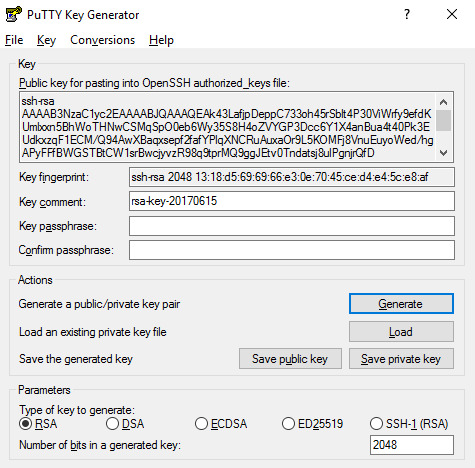 PuTTY Key Generator
File Key Conversions Help
Key
Public key for pasting into OpenSSH authorized_keys file:
ssh-rsa
AAAAB3NzaC1yc2EAAAABJQAAAQEAk43LafjpDeppC733oh45rSblt4P30ViWrfy9efdK
Umlxxn5BhWoTHNwCSMqSpO0eb6Wy35S8H4oZVYGP3Dcc6Y1X4anBua4t40Pk3E
UdkxzqF1ECM/Q94AwXBaqxsepf2fafYPlqXNCRuAuxaOr9L5KOMFj8VnuEuyoWed/hg
APyFFfBWGSTBtCW1srBwcjyvzR98q9tprMQ9ggJEtv0Tndatsj8ulPgnjrQfD
Key fingerprint: ssh-rsa 2048 13:18:d5:69:69:66:e3:0e:70:45:ce:d4:e4:5c:e8:af
Key comment: rsa-key-20170615
Key passphrase:
Confirm passphrase:
Actions
Generate a public/private key pair Generate
Load an existing private key file Load
Save the generated key Save public key Save private key
Parameters
Type of key to generate:
RSA DSA ECDSA ED25519 SSH-1 (RSA)
Number of bits in a generated key: 2048